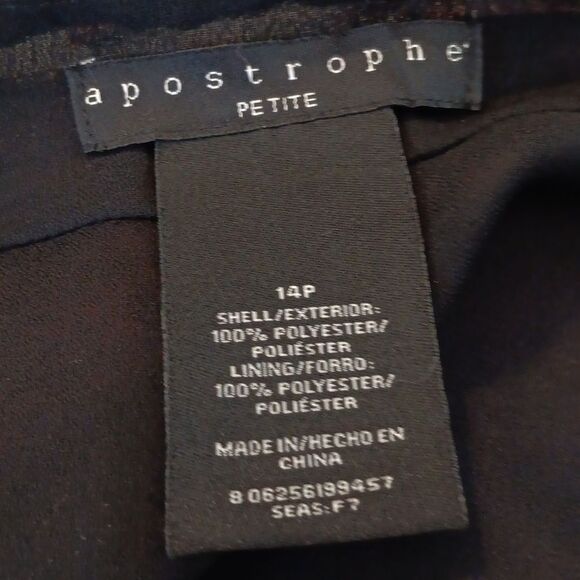 apostrophe
PETITE
14P
SHELL/EXTERIOR:
100% POLYESTER/
POLIÉSTER
LINING/FORRO:
100% POLYESTER/
POLIÉSTER
MADE IN/HECHO EN
CHINA
8 06256199457
SEAS:F7